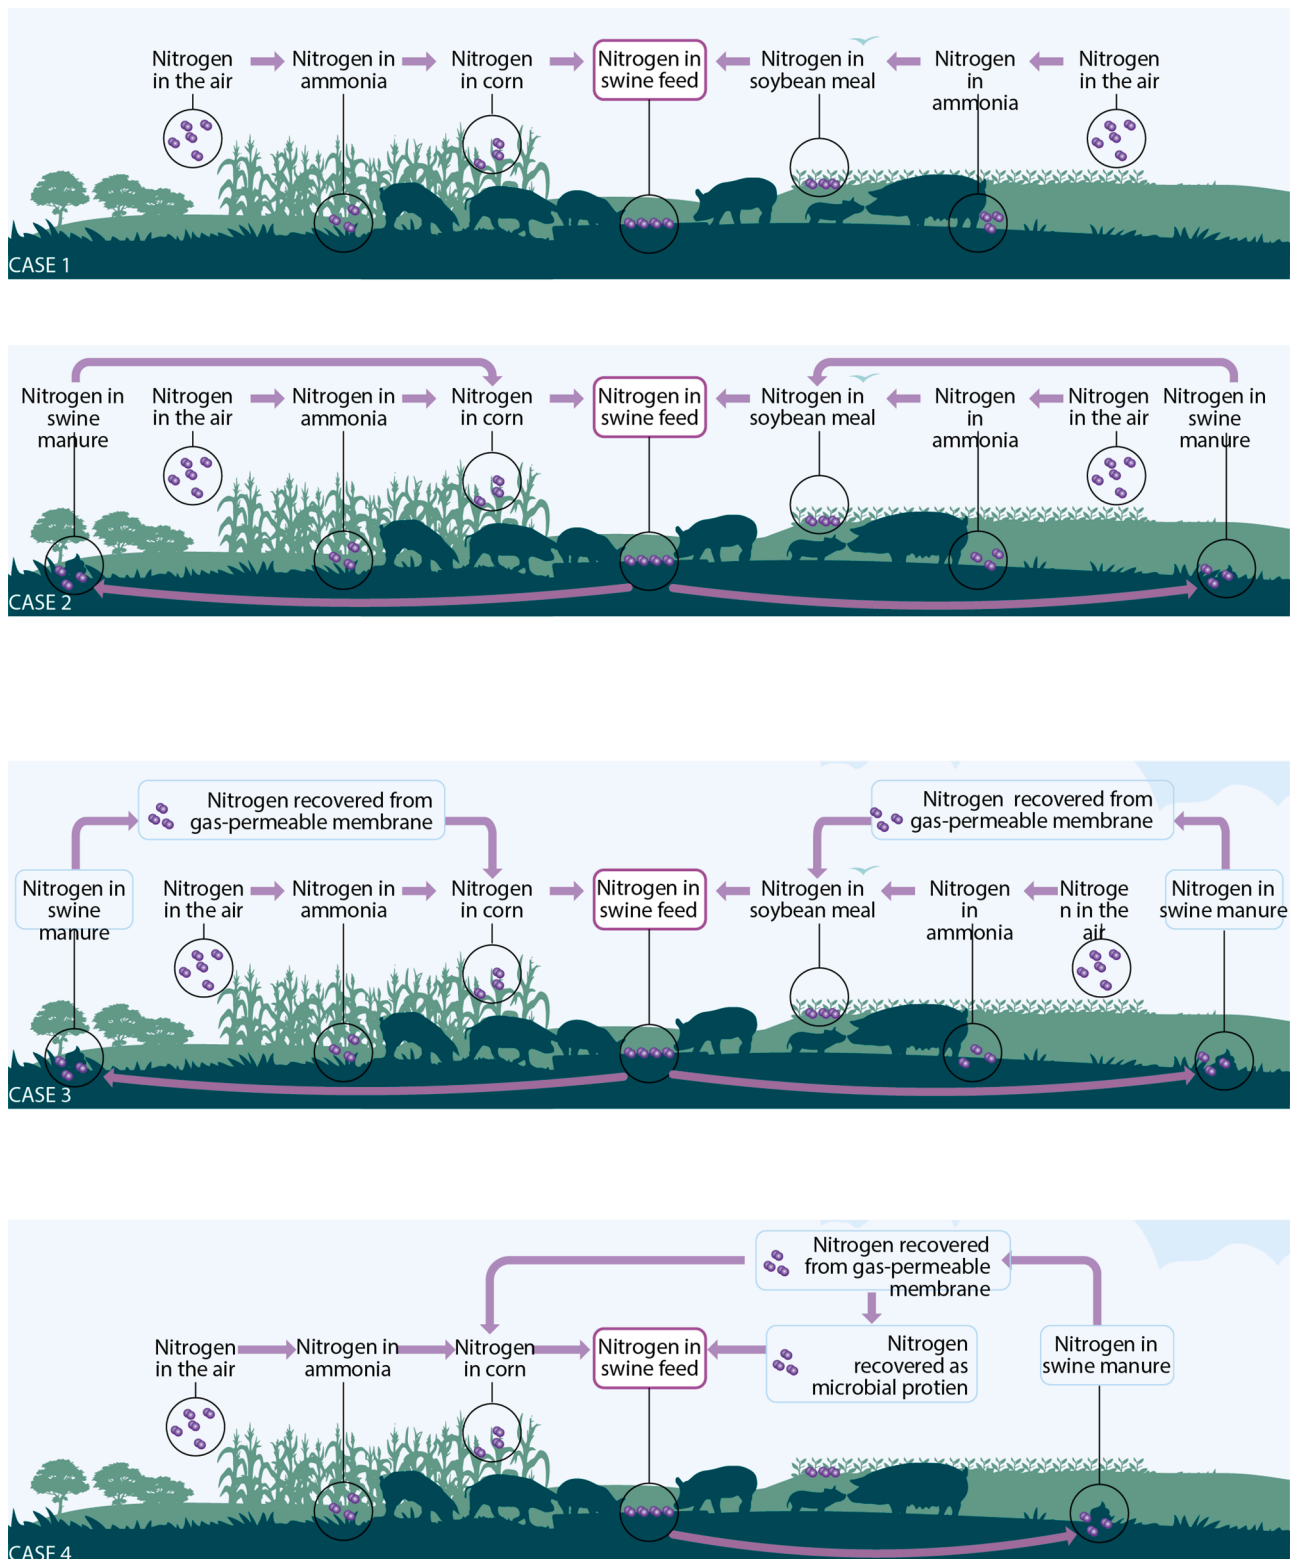 Nitrogen
in the air
Nitrogen in
ammonia
Nitrogen
in corn
Nitrogen in
swine feed
Nitrogen in
soybean meal
Nitrogen
in
ammonia
Nitrogen
in the air
CASE 1
Nitrogen in
swine
manure
Nitrogen
in the air
Nitrogen in
ammonia
Nitrogen
in corn
Nitrogen in
swine feed
Nitrogen in
soybean meal
Nitrogen
in
ammonia
Nitrogen
in the air
Nitrogen in
swine
manure
CASE 2
Nitrogen recovered from
gas-permeable membrane
Nitrogen recovered from
gas-permeable membrane
Nitrogen in
swine
manure
Nitrogen
in the air
Nitrogen in
ammonia
Nitrogen
in corn
Nitrogen in
swine feed
Nitrogen in
soybean meal
Nitrogen
in
ammonia
Nitroge
n in the
air
Nitrogen in
swine manure
CASE 3
Nitrogen recovered
from gas-permeable
membrane
Nitrogen
in the air
Nitrogen in
ammonia
Nitrogen
in corn
Nitrogen in
swine feed
Nitrogen
recovered as
microbial protien
Nitrogen in
swine manure
CASE 4